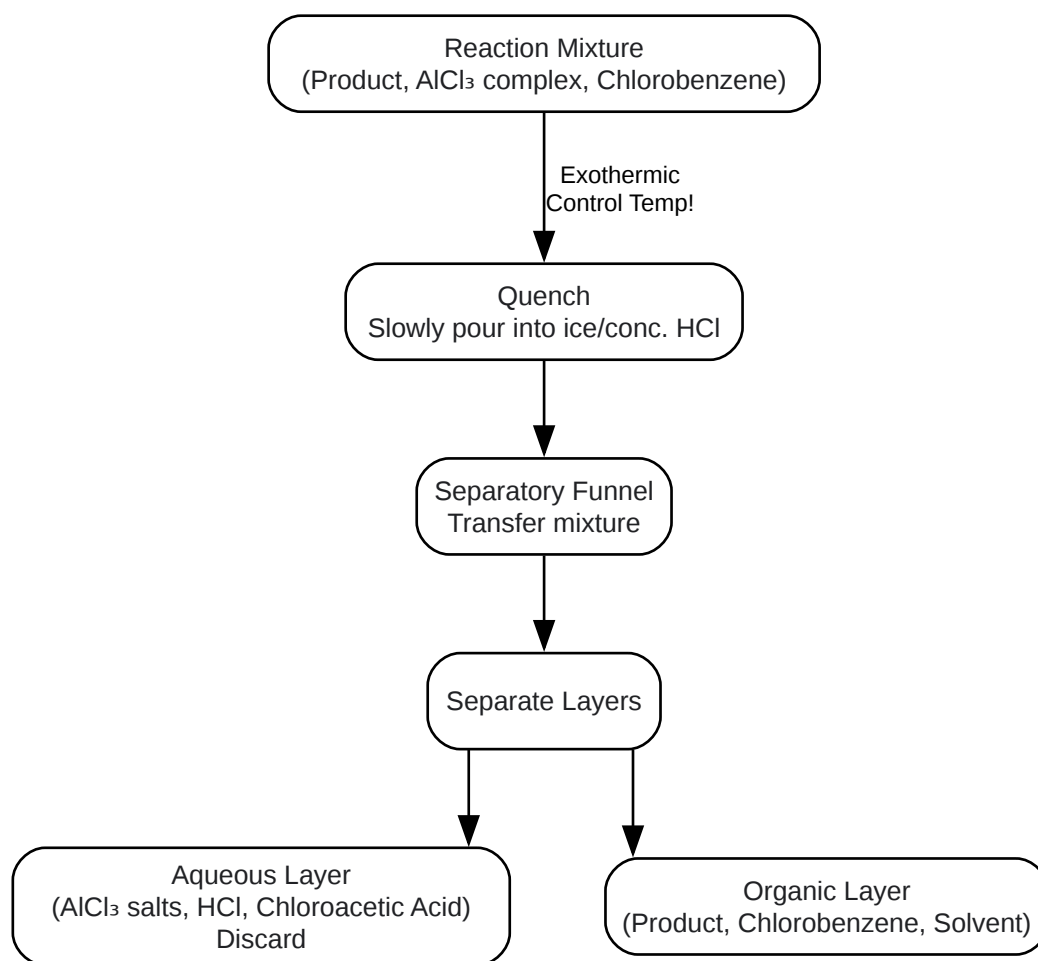 Reaction Mixture
(Product, AlCl₃ complex, Chlorobenzene)
Exothermic
Control Temp!
Quench
Slowly pour into ice/conc. HCl
Separatory Funnel
Transfer mixture
Separate Layers
Aqueous Layer
(AlCl₃ salts, HCl, Chloroacetic Acid)
Discard
Organic Layer
(Product, Chlorobenzene, Solvent)